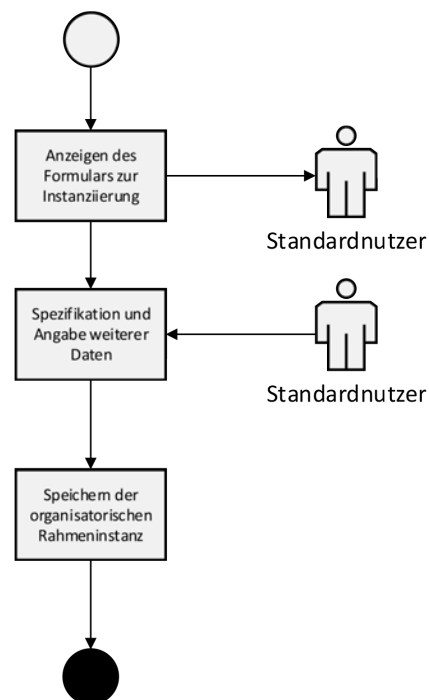 Anzeigen des
Formulars zur
Instanziierung
Standardnutzer
Spezifikation und
Angabe weiterer
Daten
Standardnutzer
Speichern der
organisatorischen
Rahmeninstanz